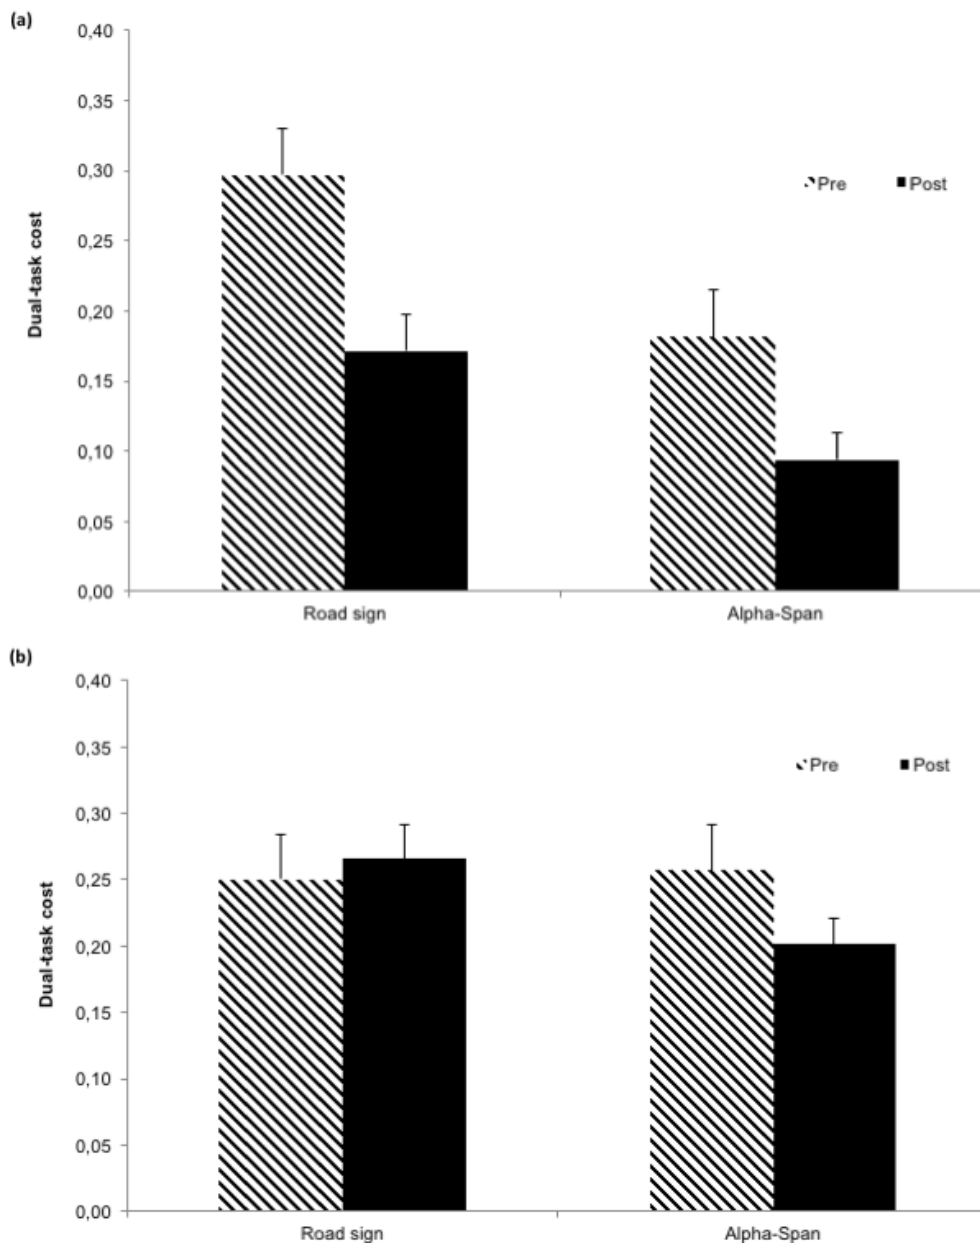 (a)
0,40
0,35
0,30
0,25
0,20
0,15
0,10
0,05
0,00
Dual-task cost
Pre Post
Road sign Alpha-Span
(b)
0,40
0,35
0,30
0,25
0,20
0,15
0,10
0,05
0,00
Dual-task cost
Pre Post
Road sign Alpha-Span